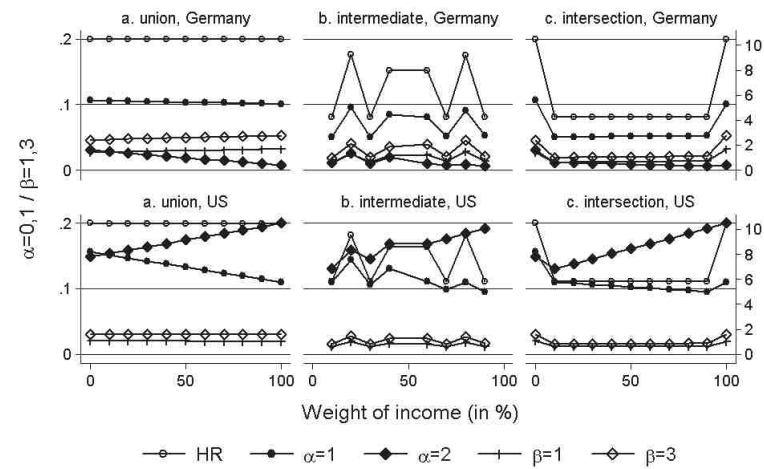 a. union, Germany
b. intermediate, Germany
c. intersection, Germany
.2
.1
0
10
8
6
4
2
0
a. union, US
b. intermediate, US
c. intersection, US
.2
.1
0
10
8
6
4
2
0
α=0,1 / β=1,3
0 50 100
0 50 100
0 50 100
Weight of income (in %)
HR α=1 α=2 β=1 β=3